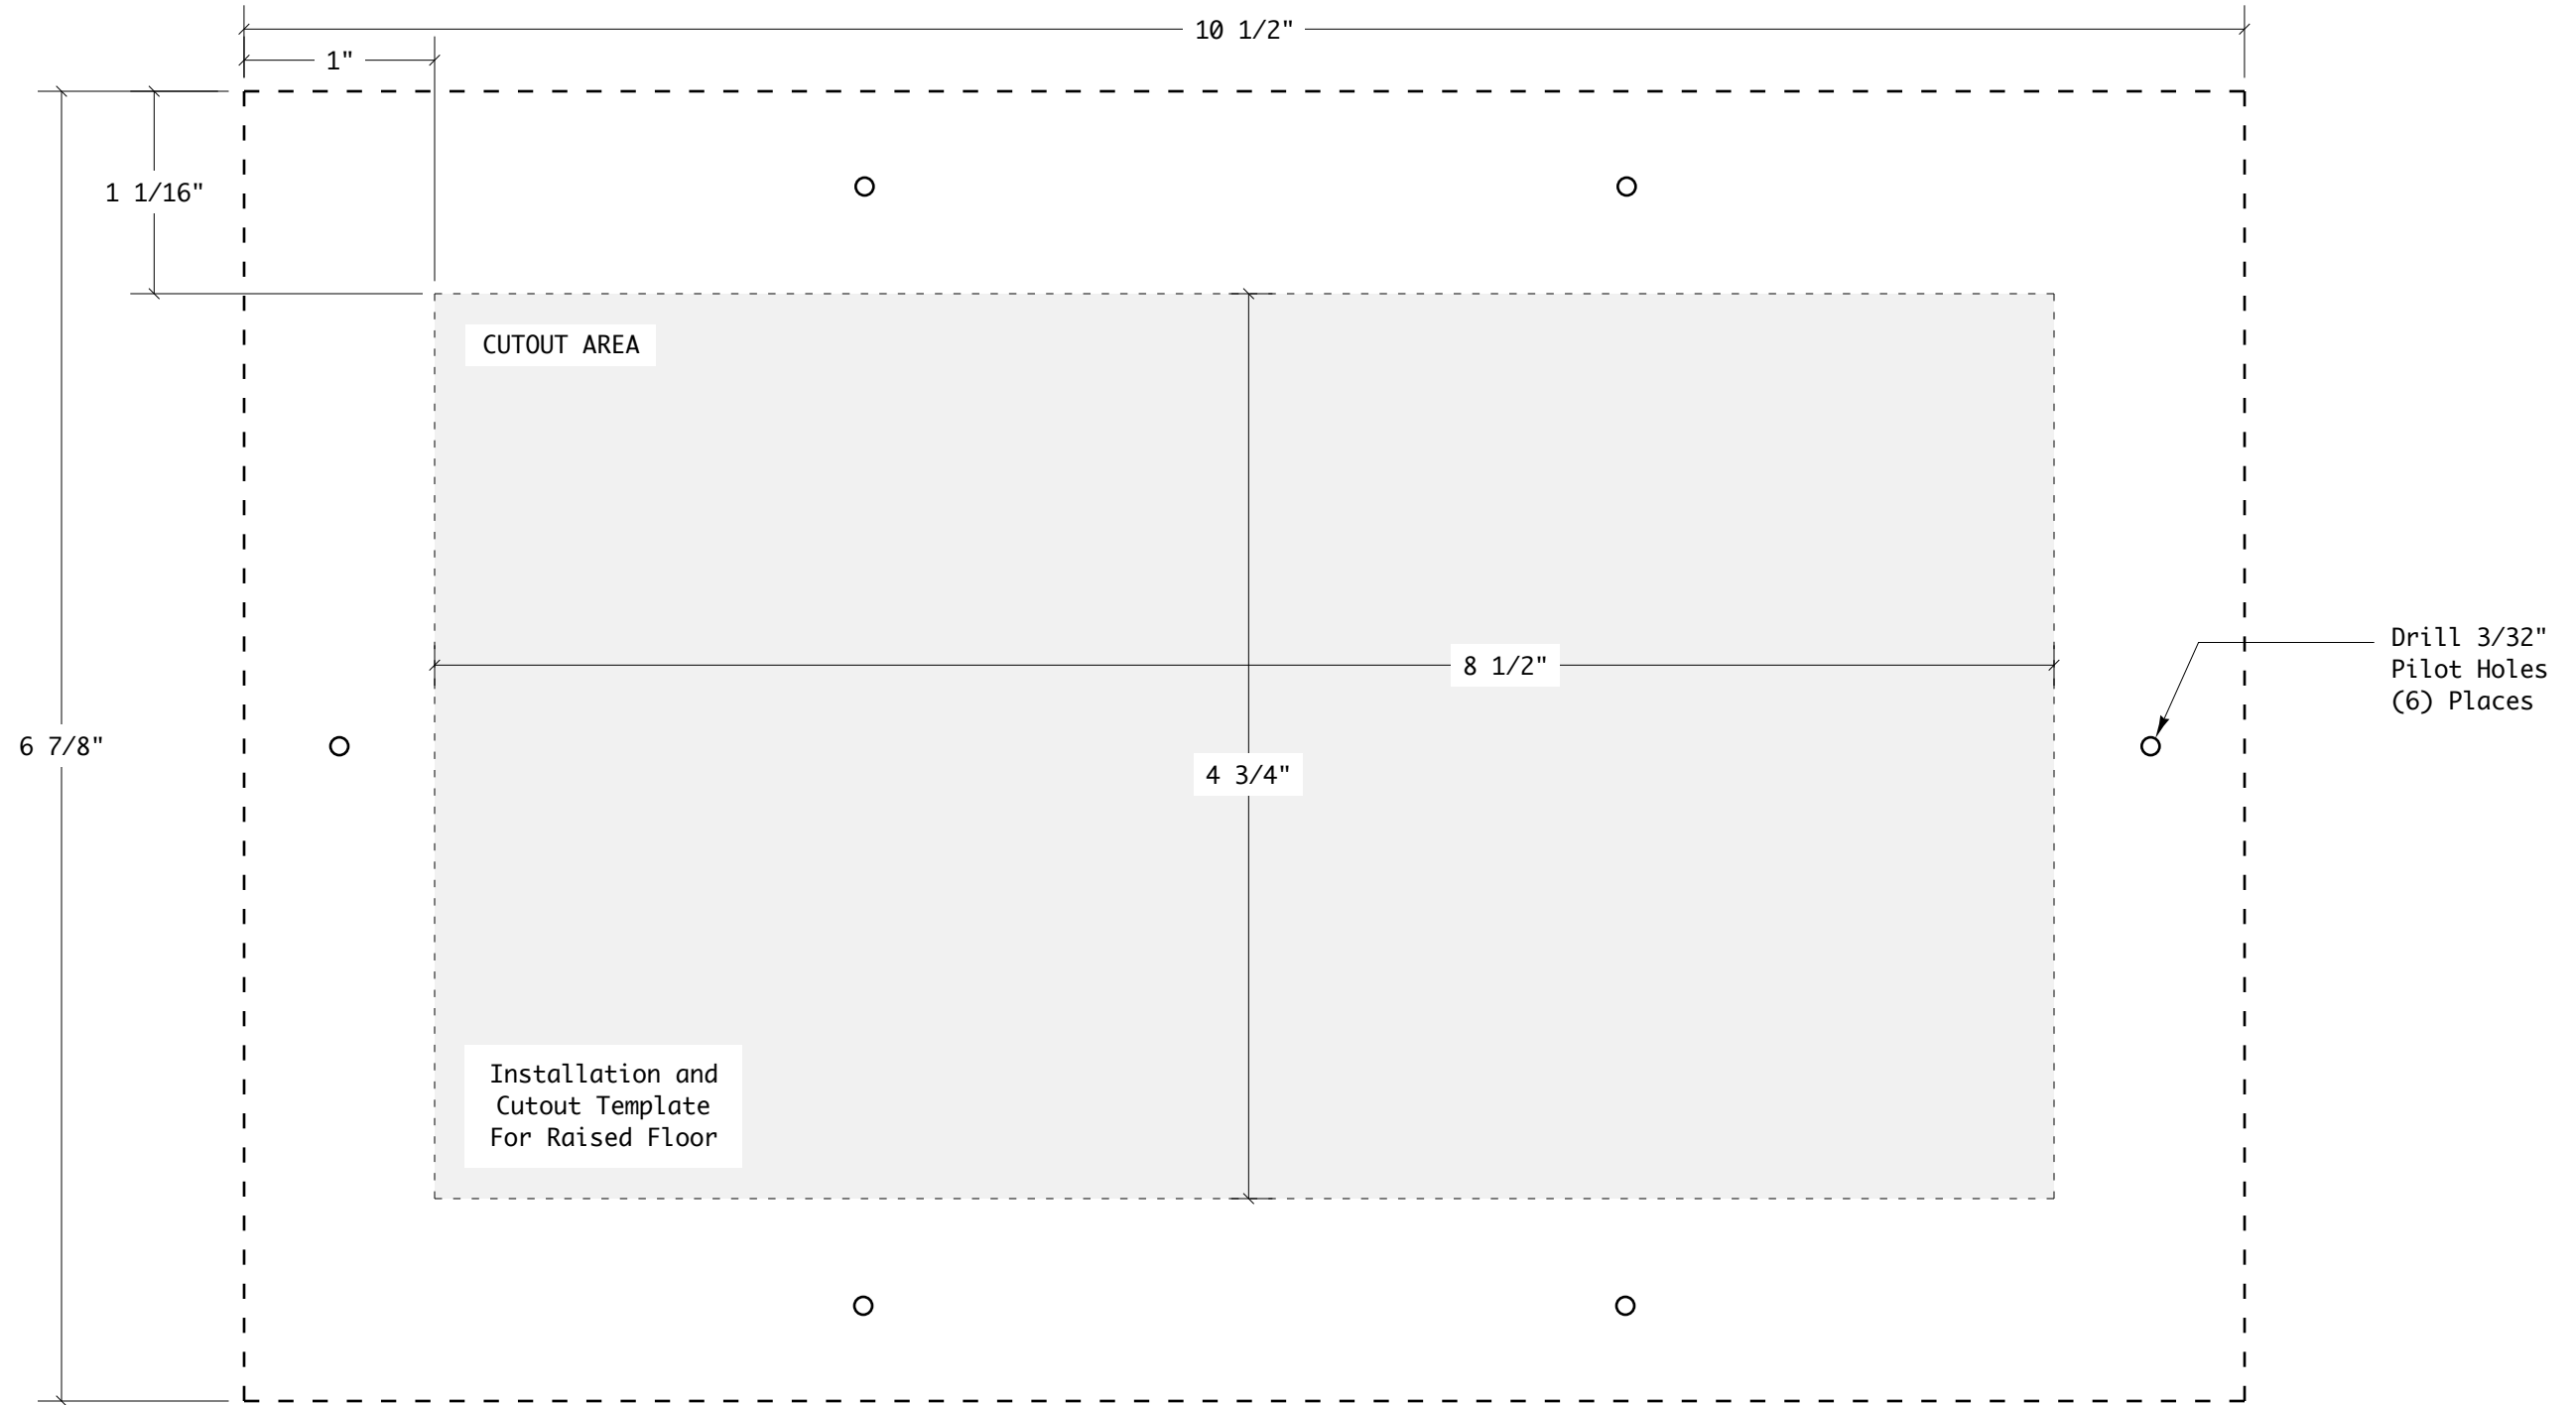 10 1/2"
1"
1 1/16"
CUTOUT AREA
8 1/2"
Drill 3/32"
Pilot Holes
(6) Places
6 7/8"
4 3/4"
Installation and
Cutout Template
For Raised Floor